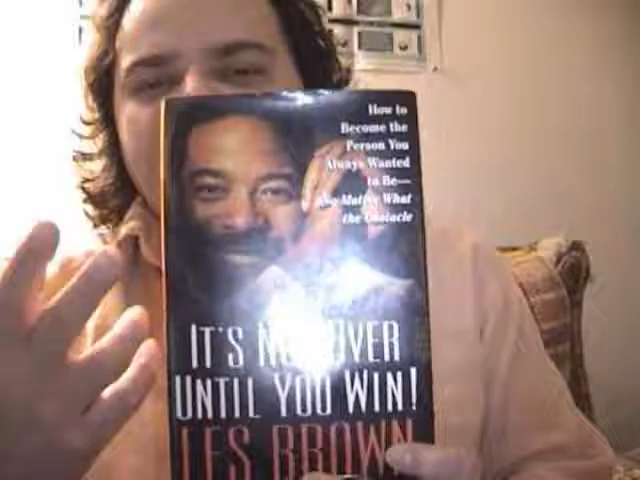 How to
Become the
Person You
Always Wanted
to Be—
No Matter What
the Obstacle
IT'S NOT OVER
UNTIL YOU WIN!
LES BROWN